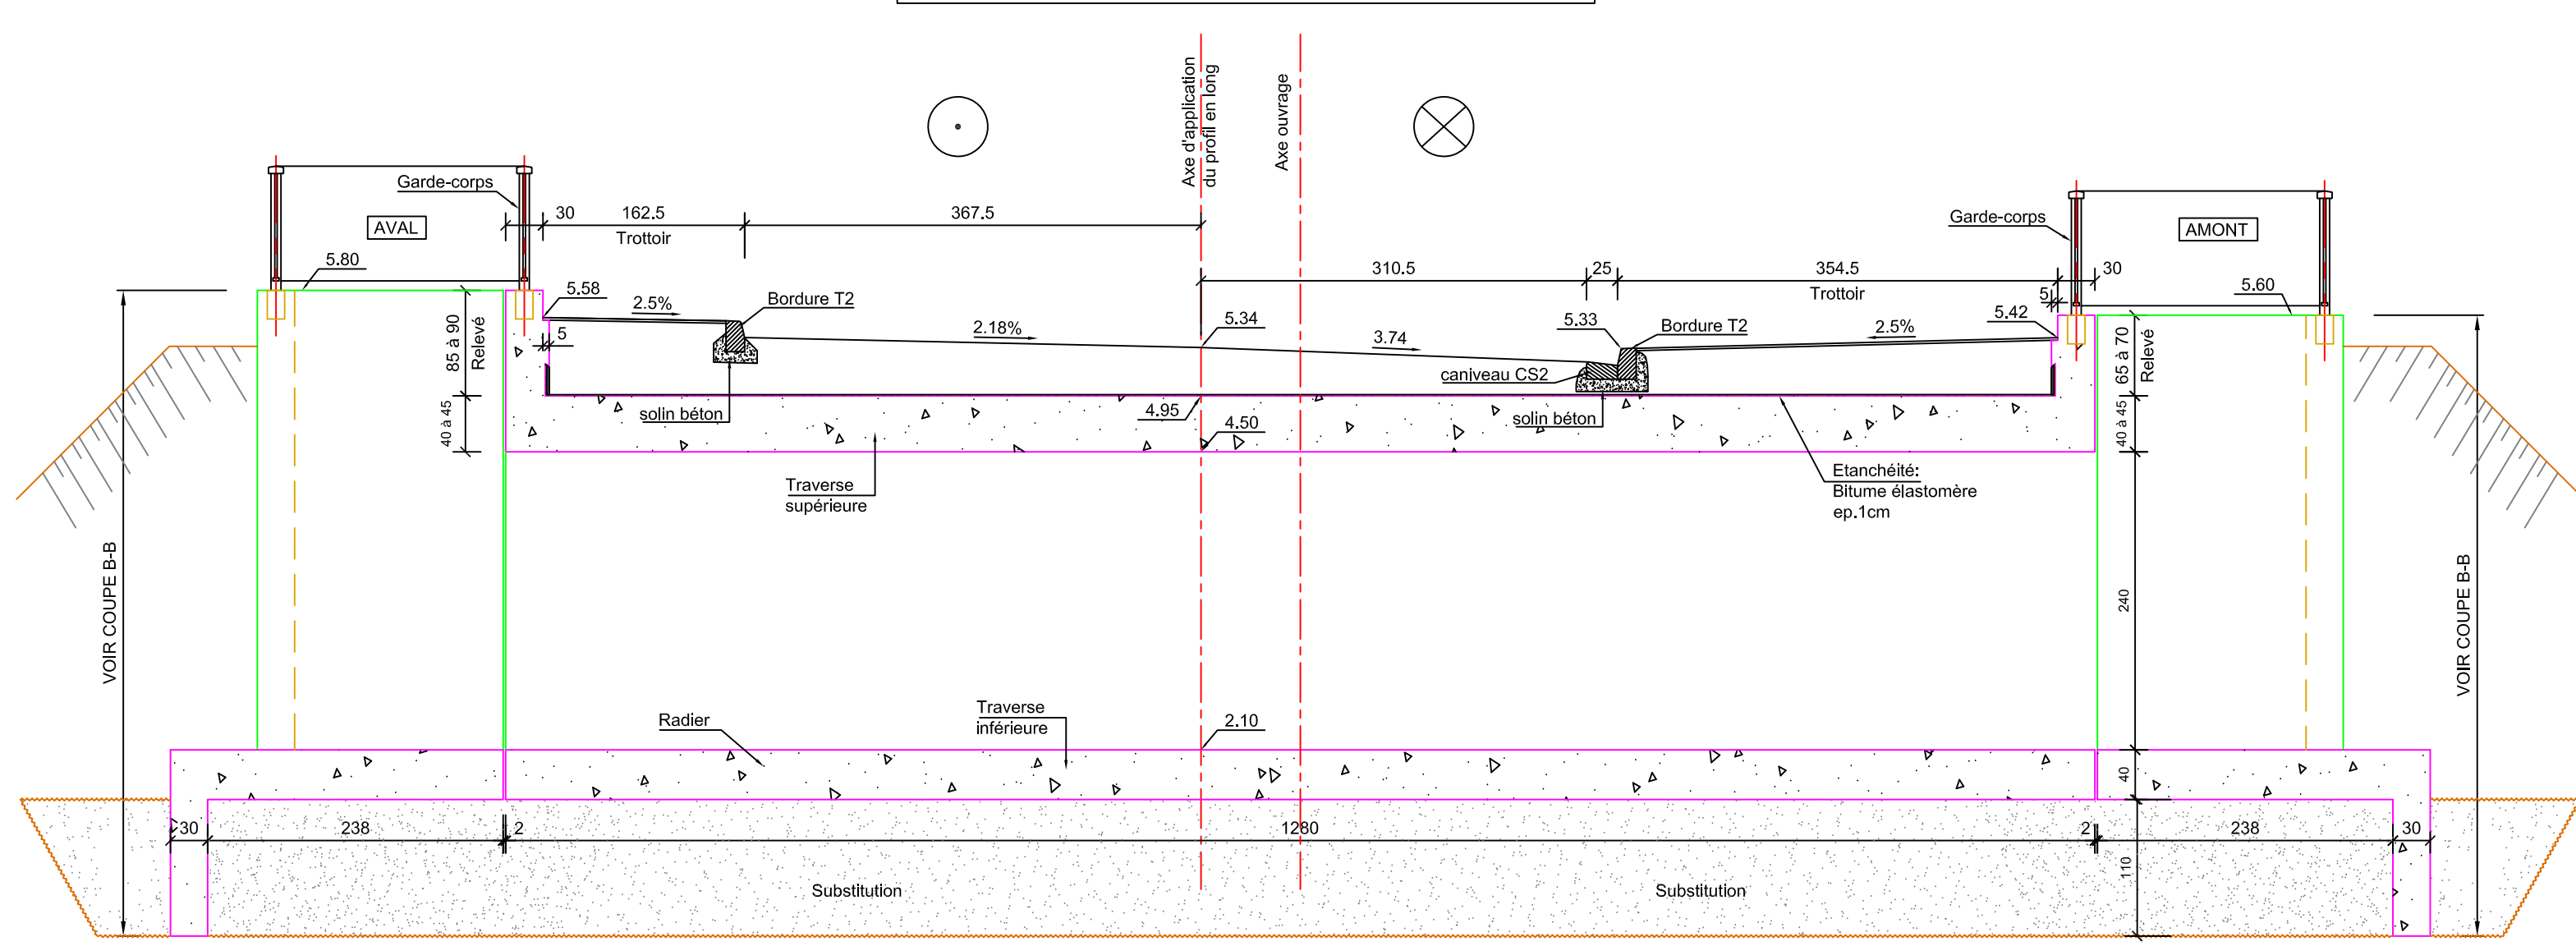 Axe d'application
du profil en long
Axe ouvrage
Garde-corps
AVAL
30
162.5
367.5
Trottoir
Garde-corps
AMONT
310.5
25
354.5
30
Trottoir
5
5.80
5.60
5.58
2.5%
Bordure T2
2.18%
5.34
3.74
5.33
Bordure T2
2.5%
5.42
5
85 à 90
Relevé
65 à 70
Relevé
caniveau CS2
solin béton
4.95
4.50
solin béton
40 à 45
40 à 45
Traverse
supérieure
Etanchéité:
Bitume élastomère
ep.1cm
VOIR COUPE B-B
240
VOIR COUPE B-B
Radier
Traverse
inférieure
2.10
40
30
238
2
1280
2
238
30
110
Substitution
Substitution